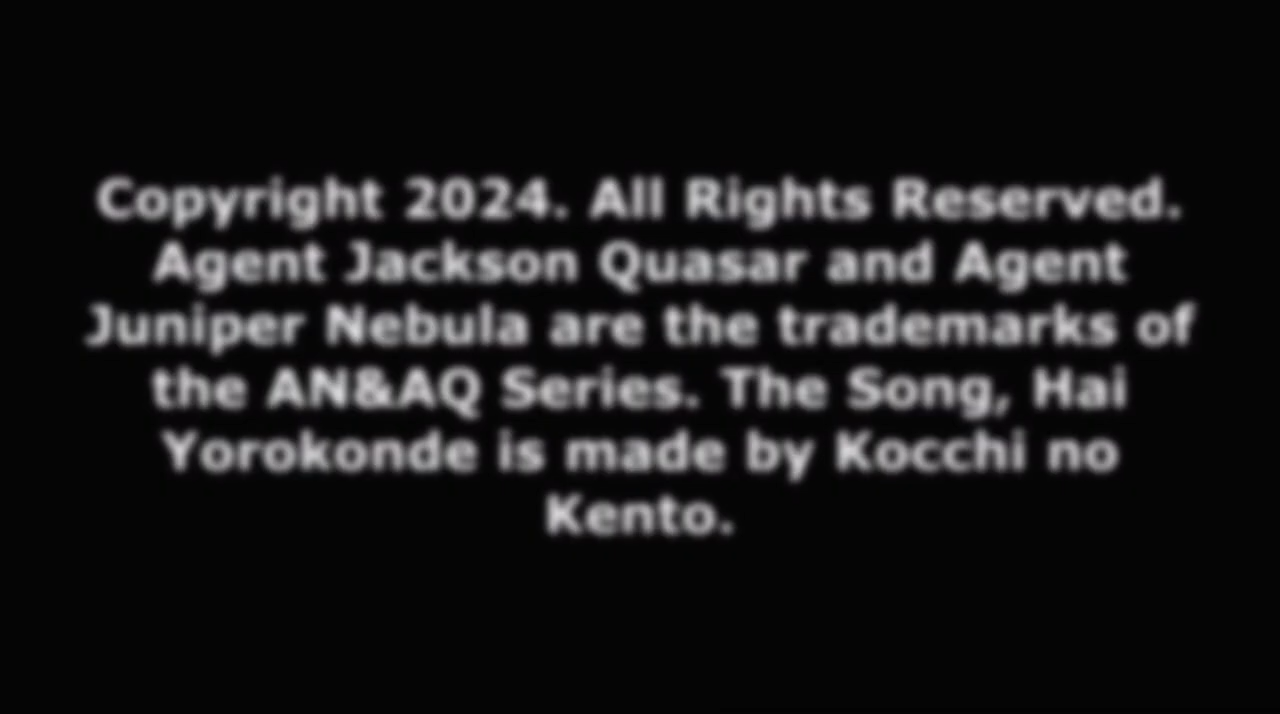 Copyright 2024. All Rights Reserved.
Agent Jackson Quasar and Agent
Juniper Nebula are the trademarks of
the AN&AQ Series. The Song, Hai
Yorokonde is made by Kocchi no
Kento.